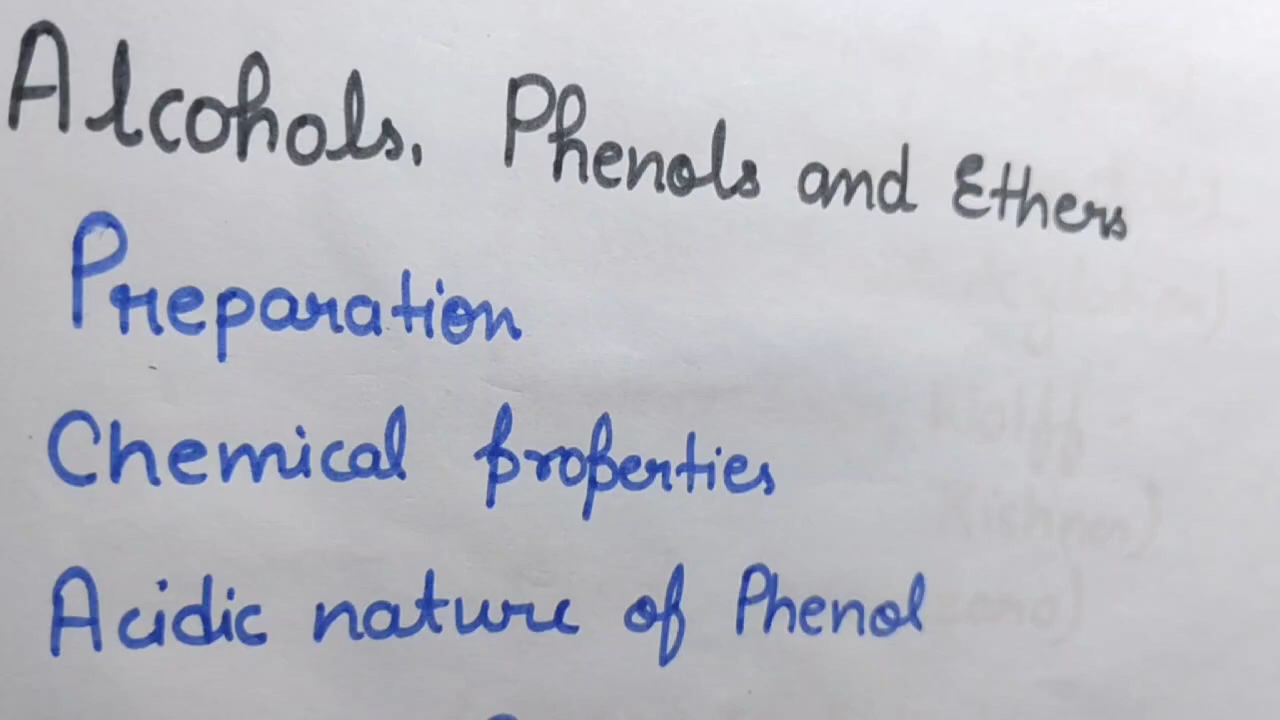 Alcohols, Phenols and Ethers
Preparation
Chemical properties
Acidic nature of Phenol